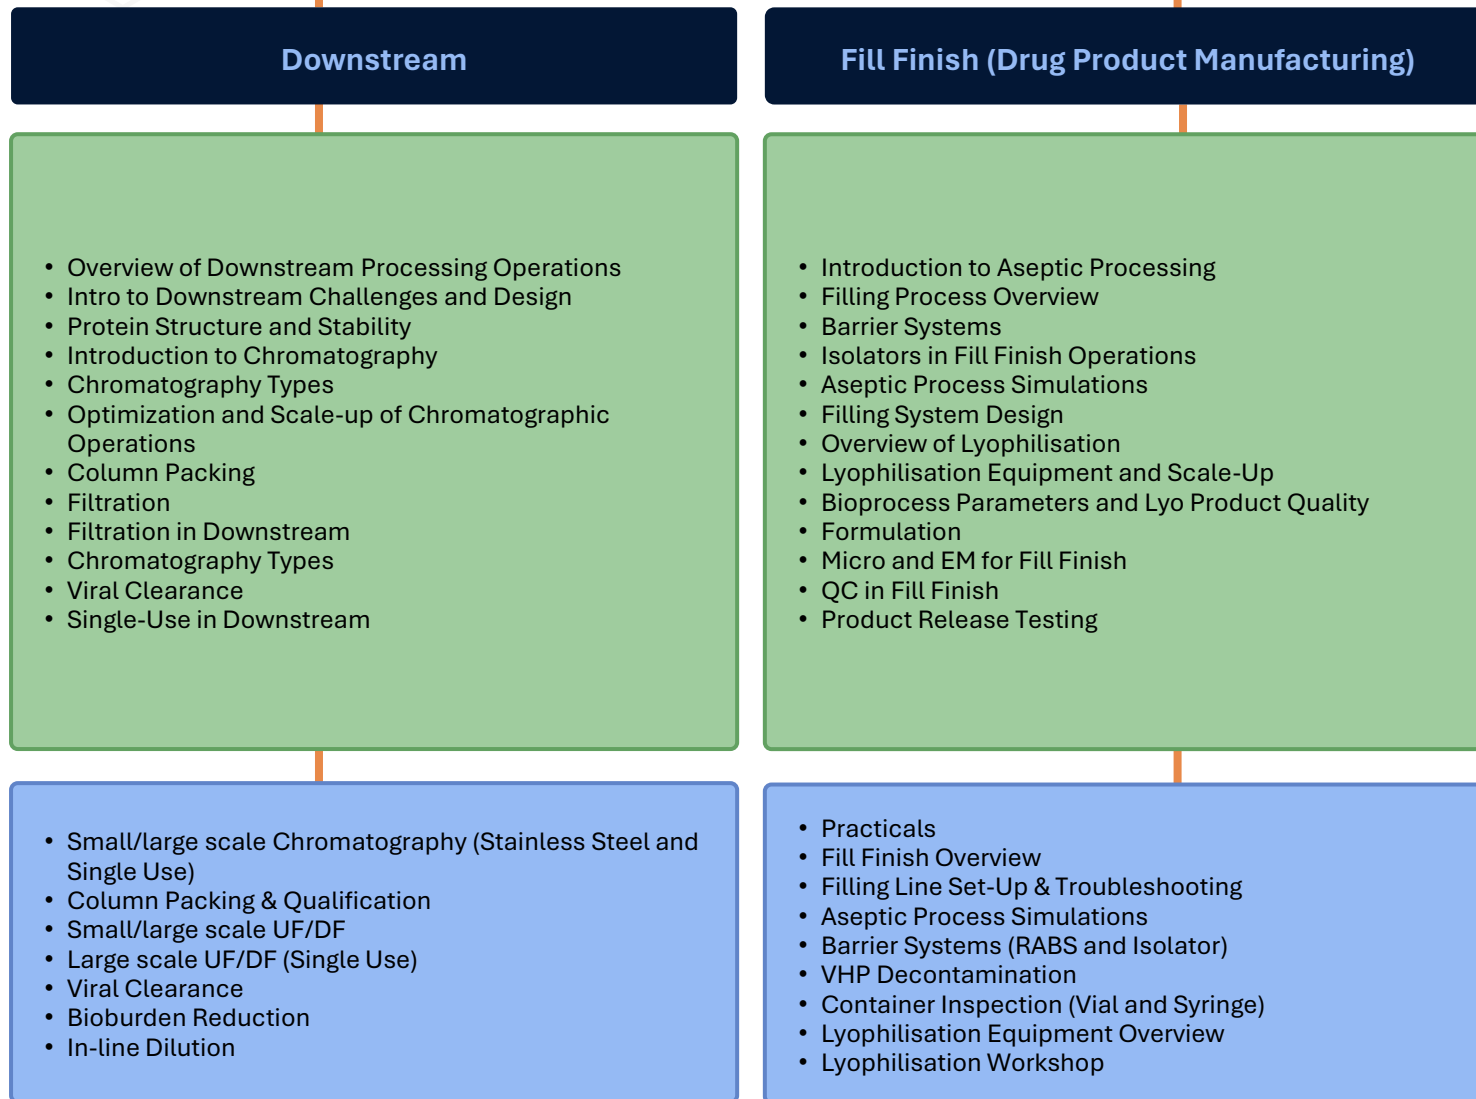 Downstream
• Overview of Downstream Processing Operations
• Intro to Downstream Challenges and Design
• Protein Structure and Stability
• Introduction to Chromatography
• Chromatography Types
• Optimization and Scale-up of Chromatographic
Operations
• Column Packing
• Filtration
• Filtration in Downstream
• Chromatography Types
• Viral Clearance
• Single-Use in Downstream
• Small/large scale Chromatography (Stainless Steel and
Single Use)
• Column Packing & Qualification
• Small/large scale UF/DF
• Large scale UF/DF (Single Use)
• Viral Clearance
• Bioburden Reduction
• In-line Dilution
Fill Finish (Drug Product Manufacturing)
• Introduction to Aseptic Processing
• Filling Process Overview
• Barrier Systems
• Isolators in Fill Finish Operations
• Aseptic Process Simulations
• Filling System Design
• Overview of Lyophilisation
• Lyophilisation Equipment and Scale-Up
• Bioprocess Parameters and Lyo Product Quality
• Formulation
• Micro and EM for Fill Finish
• QC in Fill Finish
• Product Release Testing
• Practicals
• Fill Finish Overview
• Filling Line Set-Up & Troubleshooting
• Aseptic Process Simulations
• Barrier Systems (RABS and Isolator)
• VHP Decontamination
• Container Inspection (Vial and Syringe)
• Lyophilisation Equipment Overview
• Lyophilisation Workshop